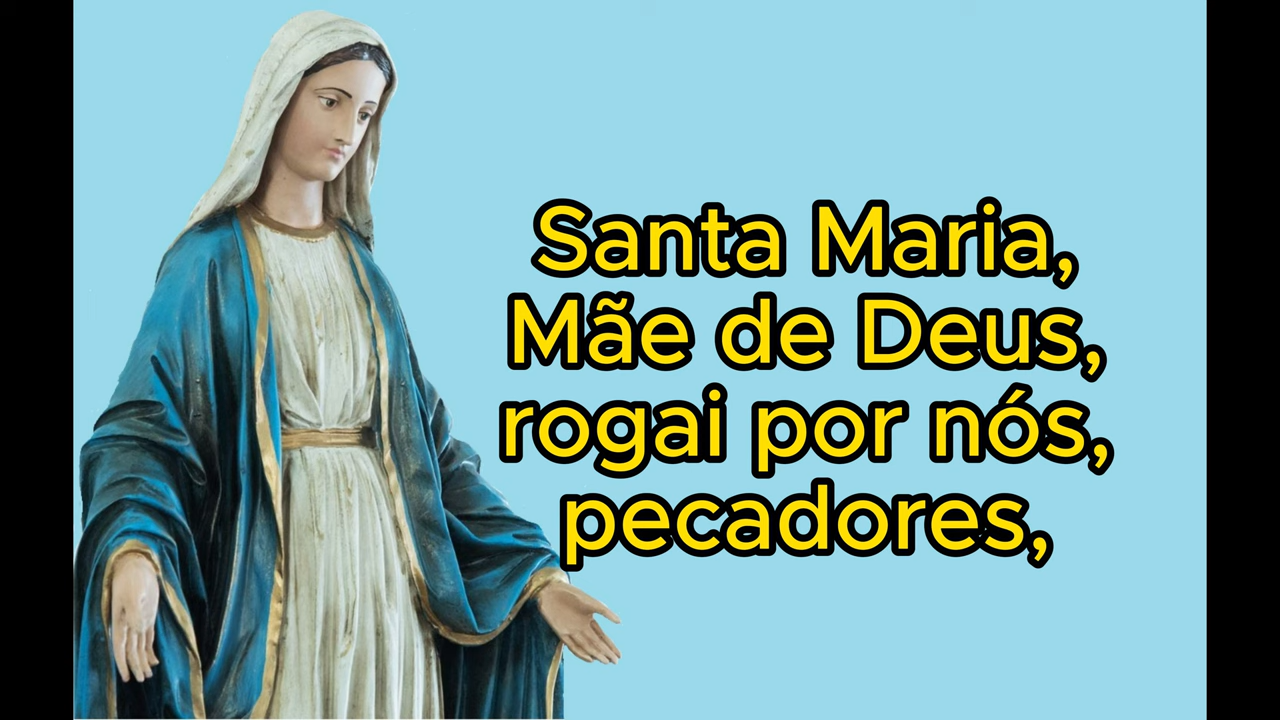 Santa Maria,
Mãe de Deus,
rogai por nós,
pecadores,